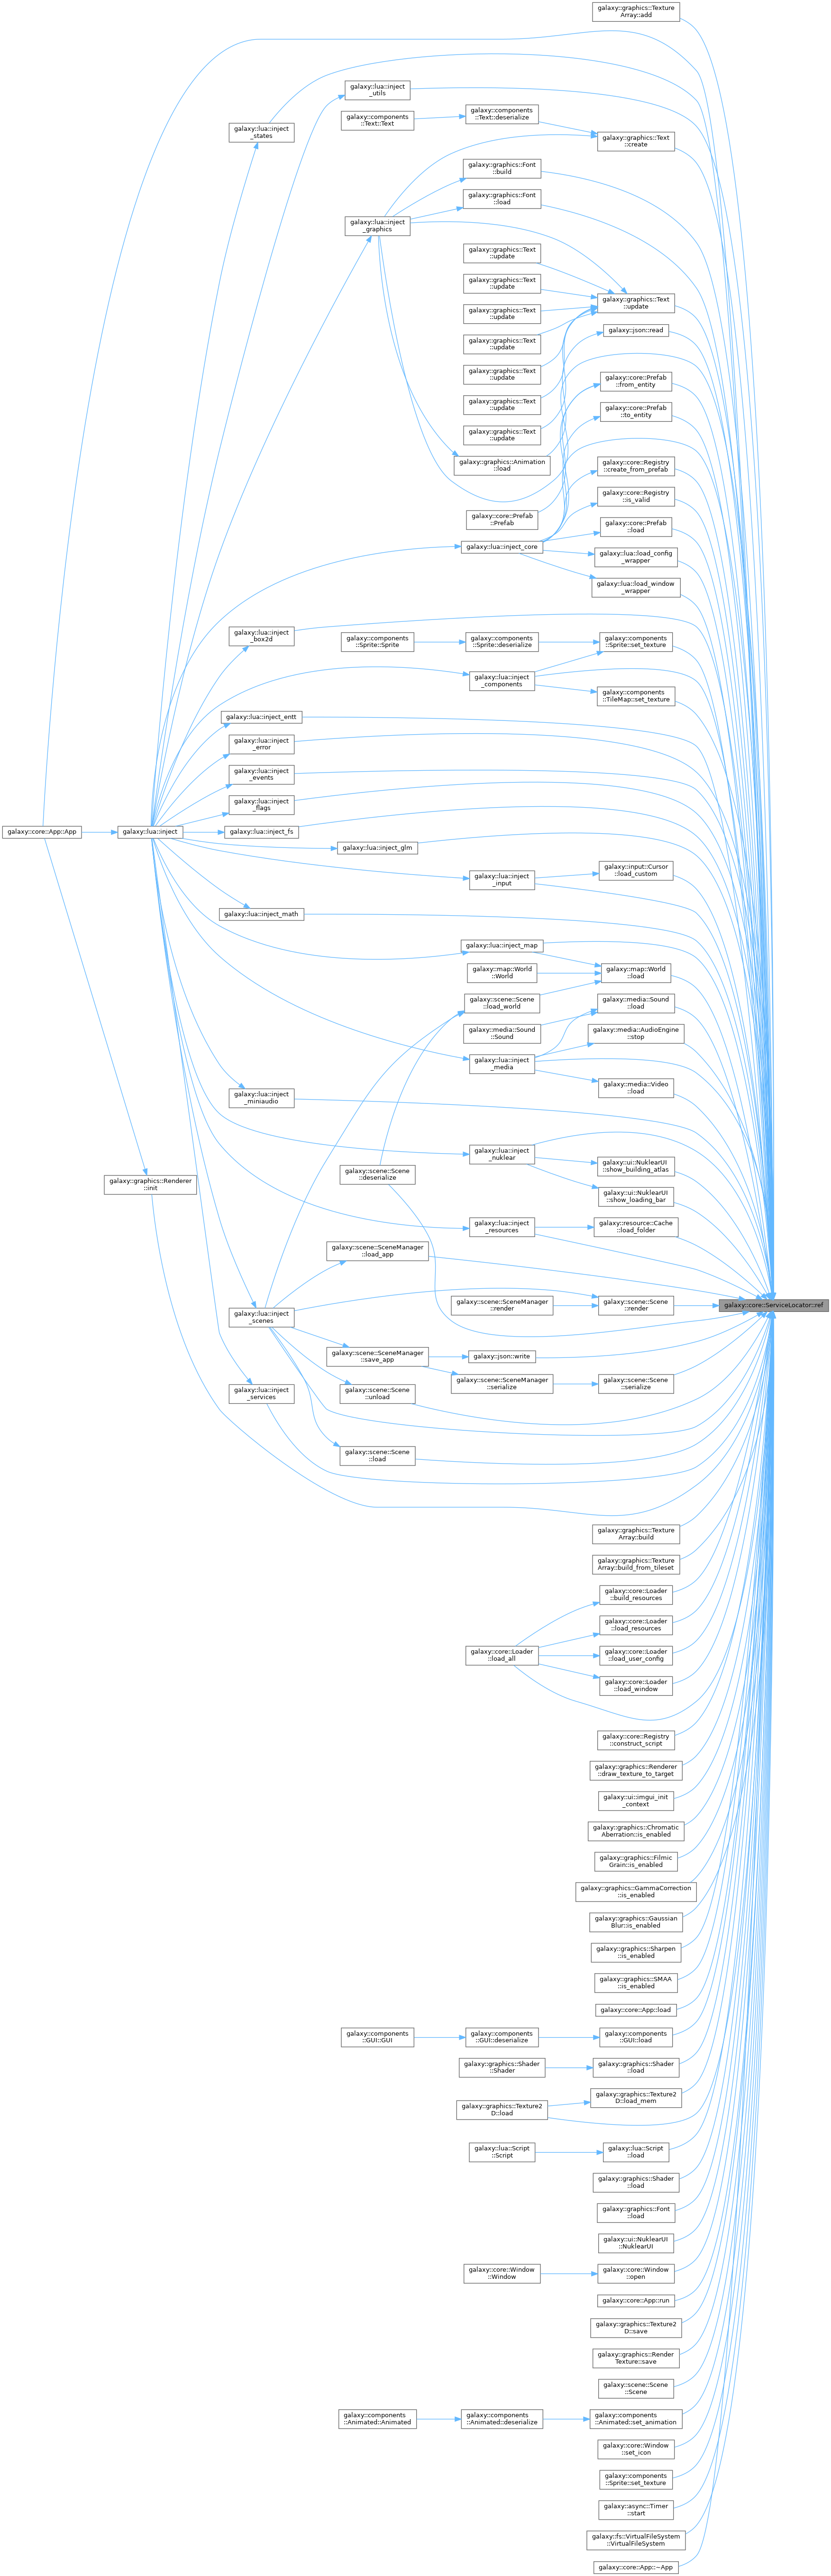 galaxy::graphics::Texture
Array::add
galaxy::lua::inject
_utils
galaxy::components
::Text::deserialize
galaxy::components
::Text::Text
galaxy::lua::inject
_states
galaxy::graphics::Text
::create
galaxy::graphics::Font
::build
galaxy::graphics::Font
::load
galaxy::lua::inject
_graphics
galaxy::graphics::Text
::update
galaxy::graphics::Text
::update
galaxy::graphics::Text
::update
galaxy::graphics::Text
::update
galaxy::json::read
galaxy::graphics::Text
::update
galaxy::graphics::Text
::update
galaxy::core::Prefab
::from_entity
galaxy::graphics::Text
::update
galaxy::core::Prefab
::to_entity
galaxy::graphics::Text
::update
galaxy::graphics::Animation
::load
galaxy::core::Registry
::create_from_prefab
galaxy::core::Registry
::is_valid
galaxy::core::Prefab
::Prefab
galaxy::core::Prefab
::load
galaxy::lua::inject_core
galaxy::lua::load_config
_wrapper
galaxy::lua::load_window
_wrapper
galaxy::lua::inject
_box2d
galaxy::components
::Sprite::Sprite
galaxy::components
::Sprite::deserialize
galaxy::components
::Sprite::set_texture
galaxy::lua::inject
_components
galaxy::components
::TileMap::set_texture
galaxy::lua::inject_entt
galaxy::lua::inject
_error
galaxy::lua::inject
_events
galaxy::lua::inject
_flags
galaxy::core::App::App
galaxy::lua::inject
galaxy::lua::inject_fs
galaxy::lua::inject_glm
galaxy::lua::inject
_input
galaxy::input::Cursor
::load_custom
galaxy::lua::inject_math
galaxy::lua::inject_map
galaxy::map::World
::World
galaxy::map::World
::load
galaxy::scene::Scene
::load_world
galaxy::media::Sound
::load
galaxy::media::Sound
::Sound
galaxy::media::AudioEngine
::stop
galaxy::lua::inject
_media
galaxy::media::Video
::load
galaxy::lua::inject
_miniaudio
galaxy::lua::inject
_nuklear
galaxy::ui::NuklearUI
::show_building_atlas
galaxy::scene::Scene
::deserialize
galaxy::graphics::Renderer
::init
galaxy::ui::NuklearUI
::show_loading_bar
galaxy::lua::inject
_resources
galaxy::resource::Cache
::load_folder
galaxy::scene::SceneManager
::load_app
galaxy::core::ServiceLocator::ref
galaxy::scene::SceneManager
::render
galaxy::scene::Scene
::render
galaxy::lua::inject
_scenes
galaxy::scene::SceneManager
::save_app
galaxy::json::write
galaxy::scene::SceneManager
::serialize
galaxy::scene::Scene
::serialize
galaxy::lua::inject
_services
galaxy::scene::Scene
::unload
galaxy::scene::Scene
::load
galaxy::graphics::Texture
Array::build
galaxy::graphics::Texture
Array::build_from_tileset
galaxy::core::Loader
::build_resources
galaxy::core::Loader
::load_resources
galaxy::core::Loader
::load_all
galaxy::core::Loader
::load_user_config
galaxy::core::Loader
::load_window
galaxy::core::Registry
::construct_script
galaxy::graphics::Renderer
::draw_texture_to_target
galaxy::ui::imgui_init
_context
galaxy::graphics::Chromatic
Aberration::is_enabled
galaxy::graphics::Filmic
Grain::is_enabled
galaxy::graphics::GammaCorrection
::is_enabled
galaxy::graphics::Gaussian
Blur::is_enabled
galaxy::graphics::Sharpen
::is_enabled
galaxy::graphics::SMAA
::is_enabled
galaxy::core::App::load
galaxy::components
::GUI::GUI
galaxy::components
::GUI::deserialize
galaxy::components
::GUI::load
galaxy::graphics::Shader
::Shader
galaxy::graphics::Shader
::load
galaxy::graphics::Texture2
D::load
galaxy::graphics::Texture2
D::load_mem
galaxy::lua::Script
::Script
galaxy::lua::Script
::load
galaxy::graphics::Shader
::load
galaxy::graphics::Font
::load
galaxy::ui::NuklearUI
::NuklearUI
galaxy::core::Window
::Window
galaxy::core::Window
::open
galaxy::core::App::run
galaxy::graphics::Texture2
D::save
galaxy::graphics::Render
Texture::save
galaxy::scene::Scene
::Scene
galaxy::components
::Animated::Animated
galaxy::components
::Animated::deserialize
galaxy::components
::Animated::set_animation
galaxy::core::Window
::set_icon
galaxy::components
::Sprite::set_texture
galaxy::async::Timer
::start
galaxy::fs::VirtualFileSystem
::VirtualFileSystem
galaxy::core::App::~App